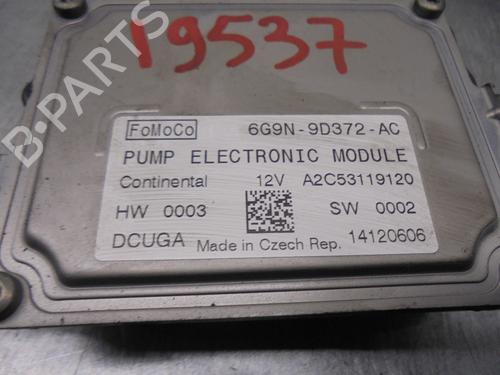 19537
FoMoCo 6G9N-9D372-AC
PUMP ELECTRONIC MODULE
Continental 12V A2C53119120
HW 0003 SW 0002
DCUGA Made in Czech Rep. 14120606
B-PARTS